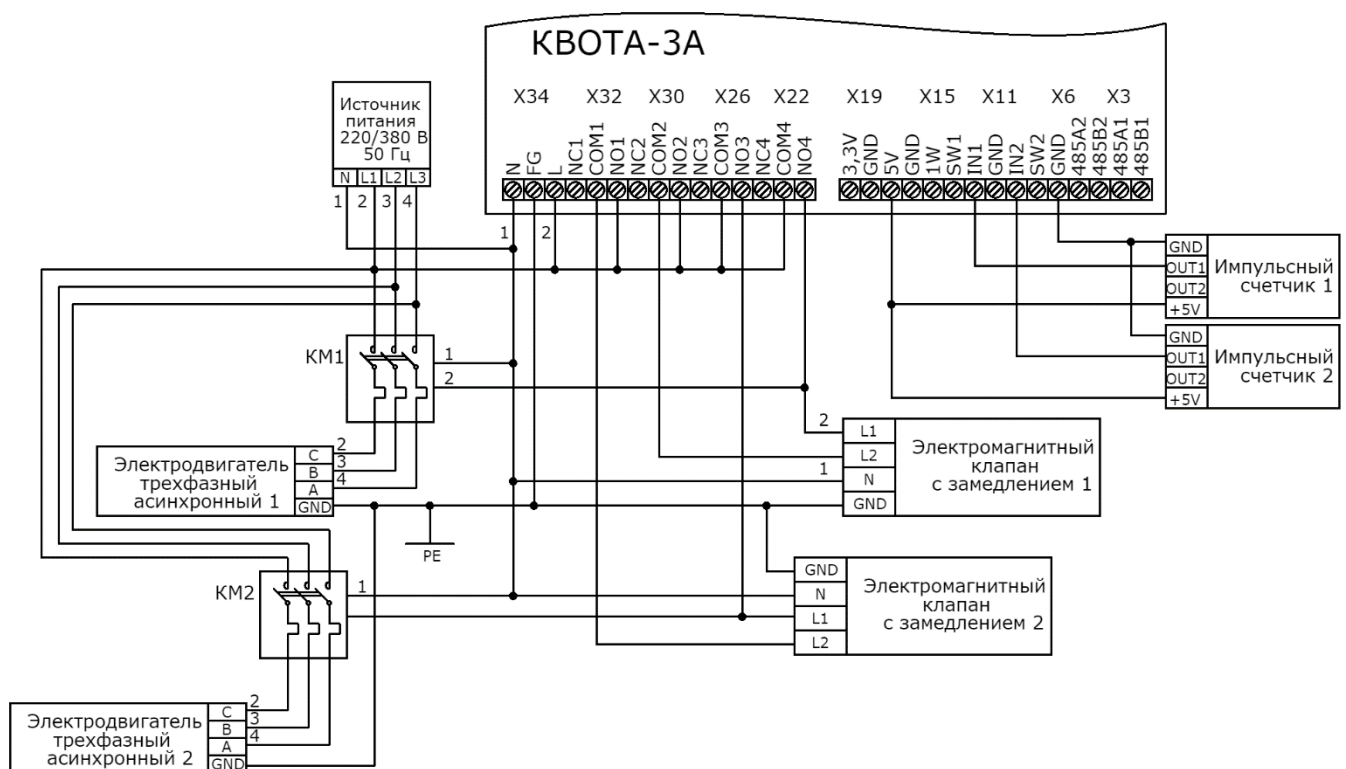 КВОТА-3А
X34 X32 X30 X26 X22 X19 X15 X11 X6 X3
N FG L NC1 COM1 NO1 NC2 COM2 NO2 NC3 COM3 NO3 NC4 COM4 NO4
3,3V GND 5V GND 1W SW1 IN1 GND IN2 SW2 GND 485A2 485B2 485A1 485B1
Источник
питания
220/380 В
50 Гц
N L1 L2 L3
1 2 3 4
1 2
GND
OUT1
OUT2
+5V
Импульсный
счетчик 1
GND
OUT1
OUT2
+5V
Импульсный
счетчик 2
КМ1
1
2
2
1
L1
L2
N
GND
Электромагнитный
клапан
с замедлением 1
Электродвигатель
трехфазный
асинхронный 1
C
B
A
GND
2
3
4
PE
GND
N
L1
L2
Электромагнитный
клапан
с замедлением 2
КМ2
1
Электродвигатель
трехфазный
асинхронный 2
C
B
A
GND
2
3
4